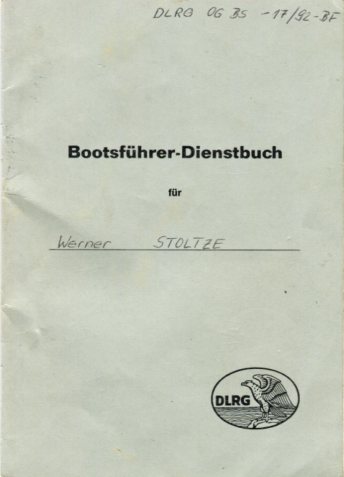 DLRG OG BS -17/92-BF
Bootsführer-Dienstbuch
für
Werner STOLTZE
DLRG